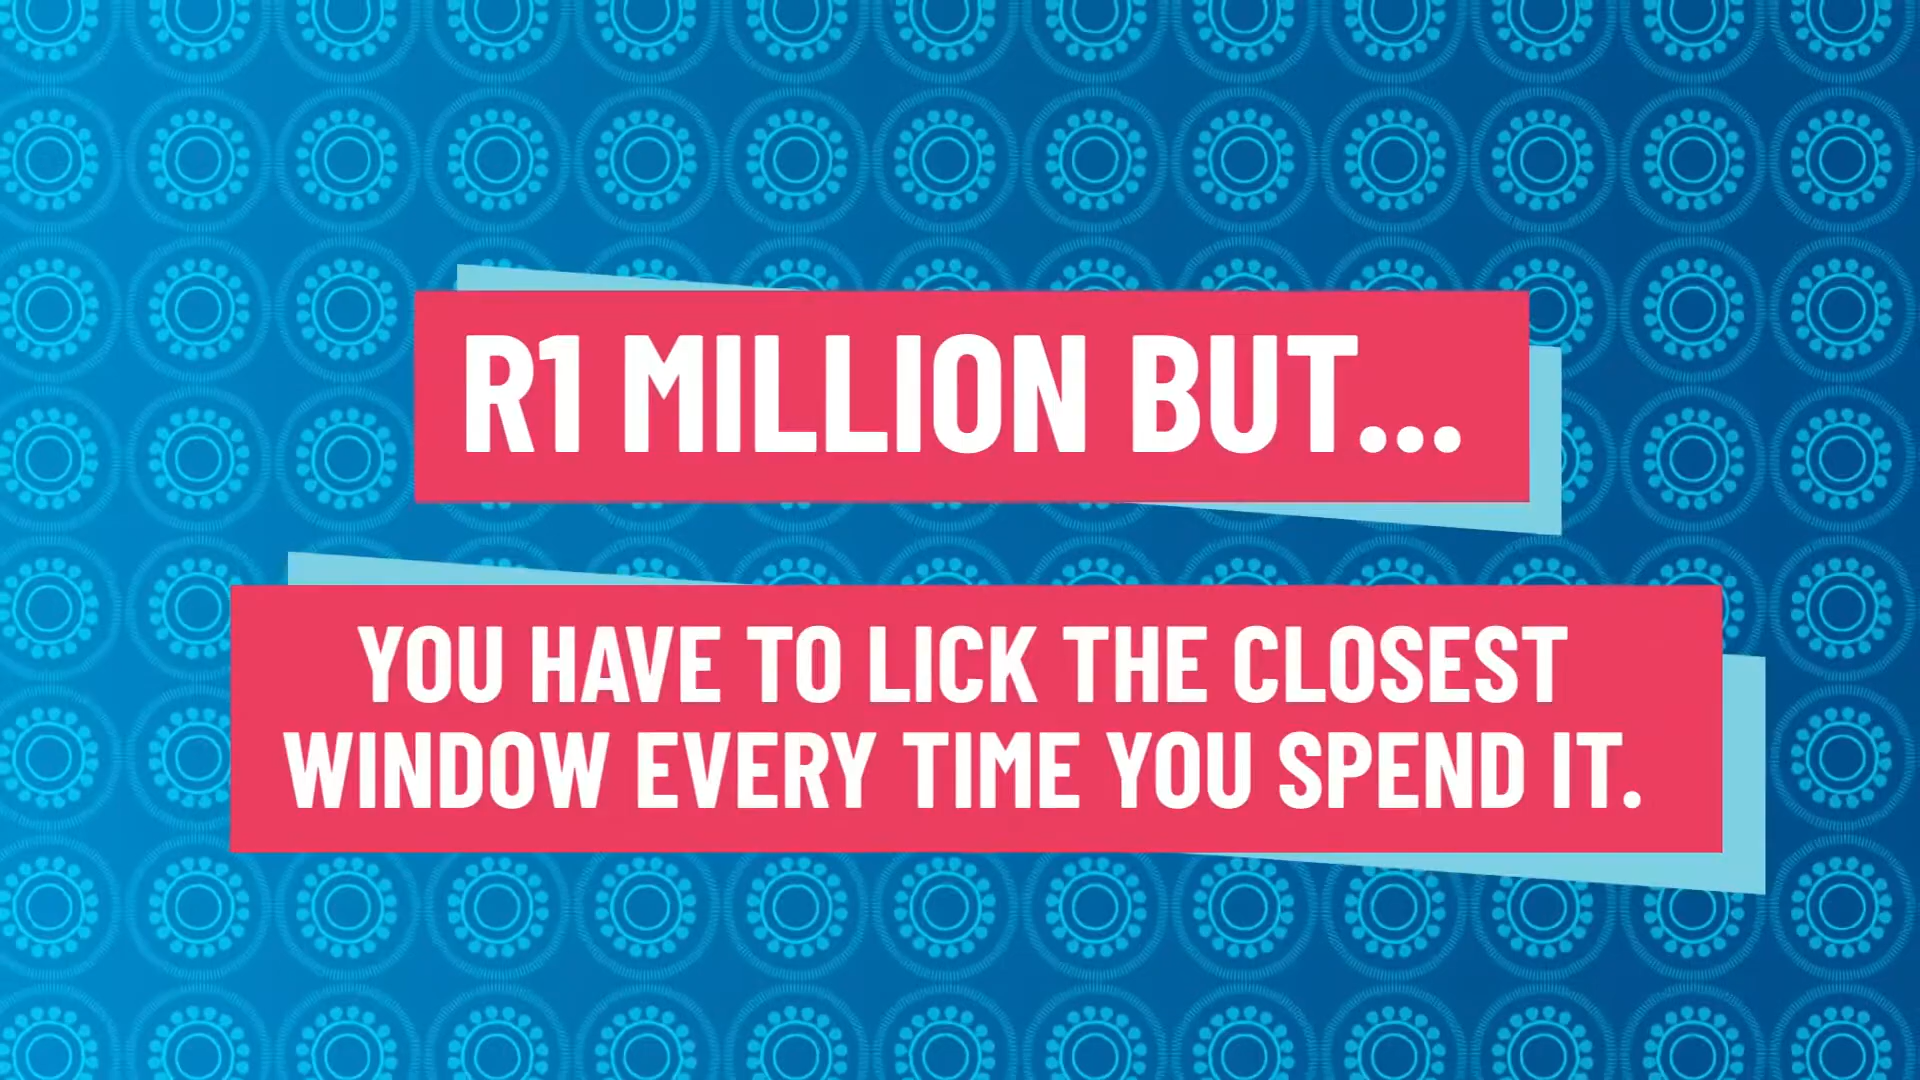 R1 MILLION BUT...
YOU HAVE TO LICK THE CLOSEST
WINDOW EVERY TIME YOU SPEND IT.